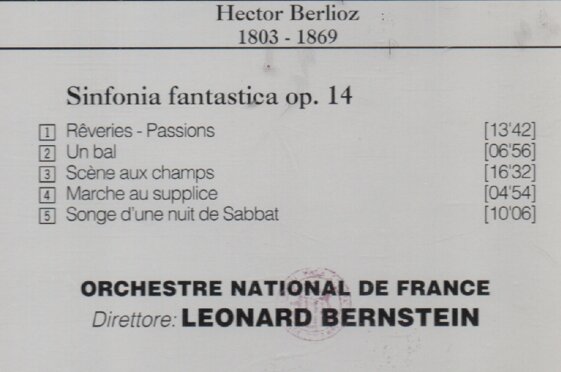 Hector Berlioz
1803 - 1869
Sinfonia fantastica op. 14
1 Rêveries - Passions [13'42]
2 Un bal [06'56]
3 Scène aux champs [16'32]
4 Marche au supplice [04'54]
5 Songe d'une nuit de Sabbat [10'06]
ORCHESTRE NATIONAL DE FRANCE
Direttore: LEONARD BERNSTEIN